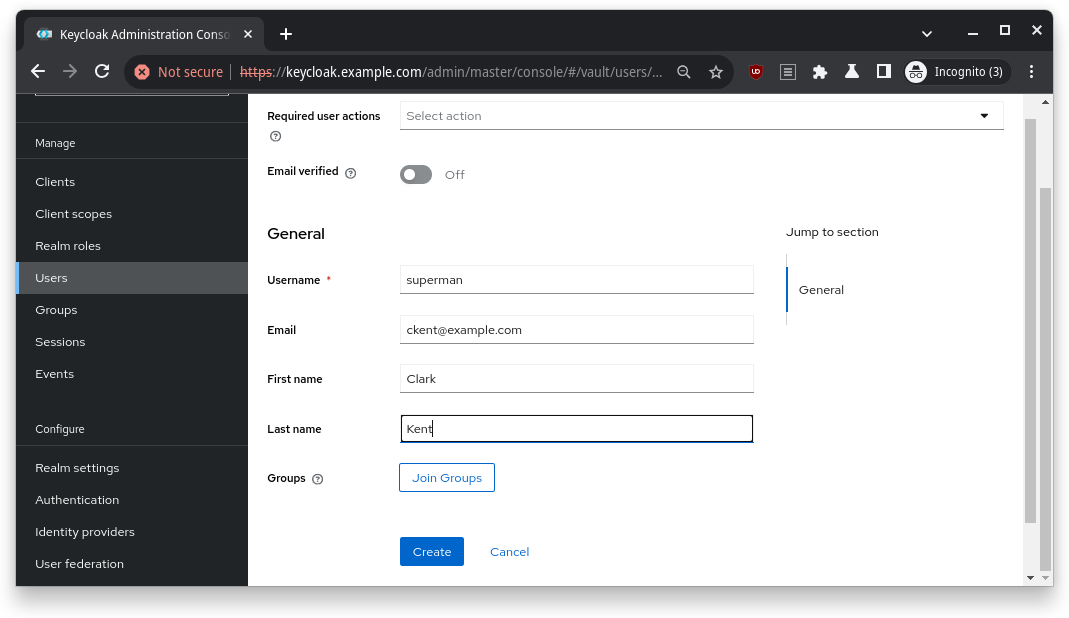 Keycloak Administration Conso
Not secure https://keycloak.example.com/admin/master/console/#/vault/users/... Incognito (3)
Manage
Clients
Client scopes
Realm roles
Users
Groups
Sessions
Events
Configure
Realm settings
Authentication
Identity providers
User federation
Required user actions Select action
Email verified Off
General
Username * superman
Email ckent@example.com
First name Clark
Last name Kent
Groups Join Groups
Create Cancel
Jump to section
General